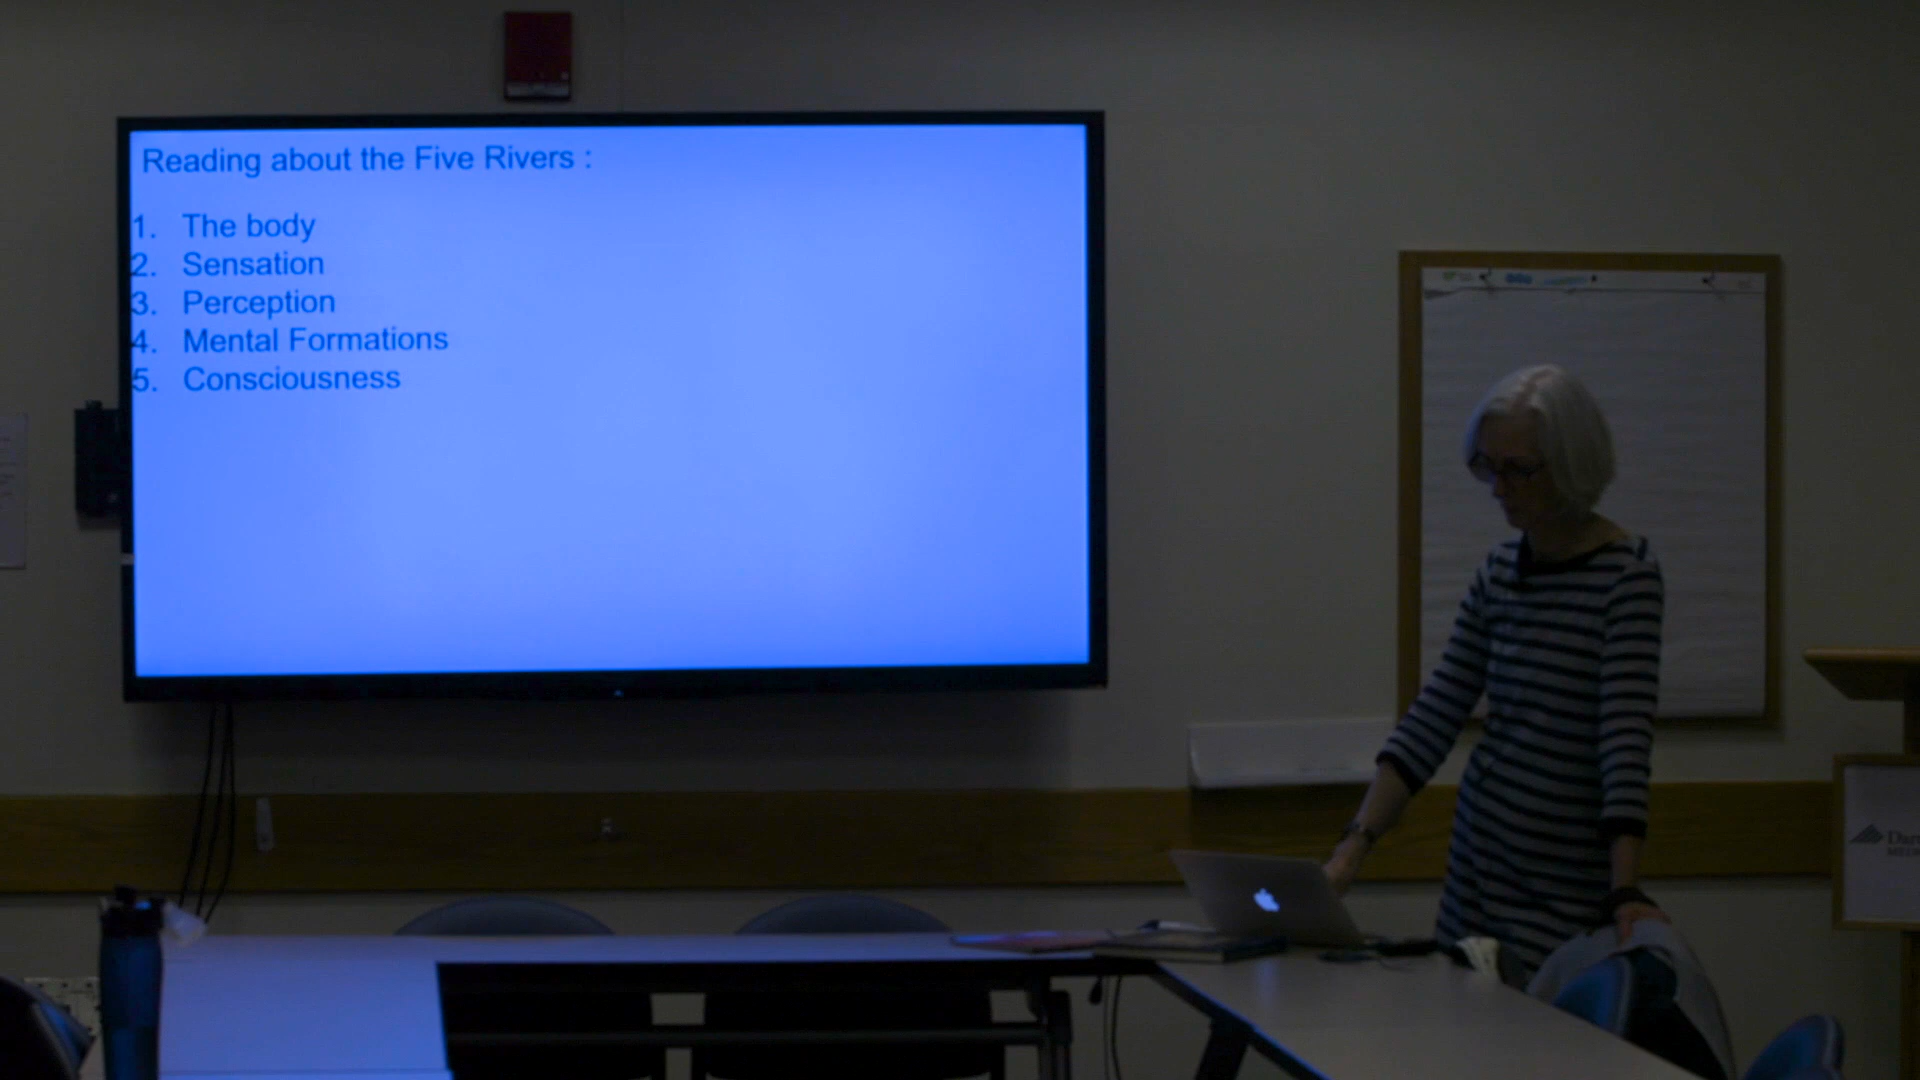 Reading about the Five Rivers :
1. The body
2. Sensation
3. Perception
4. Mental Formations
5. Consciousness